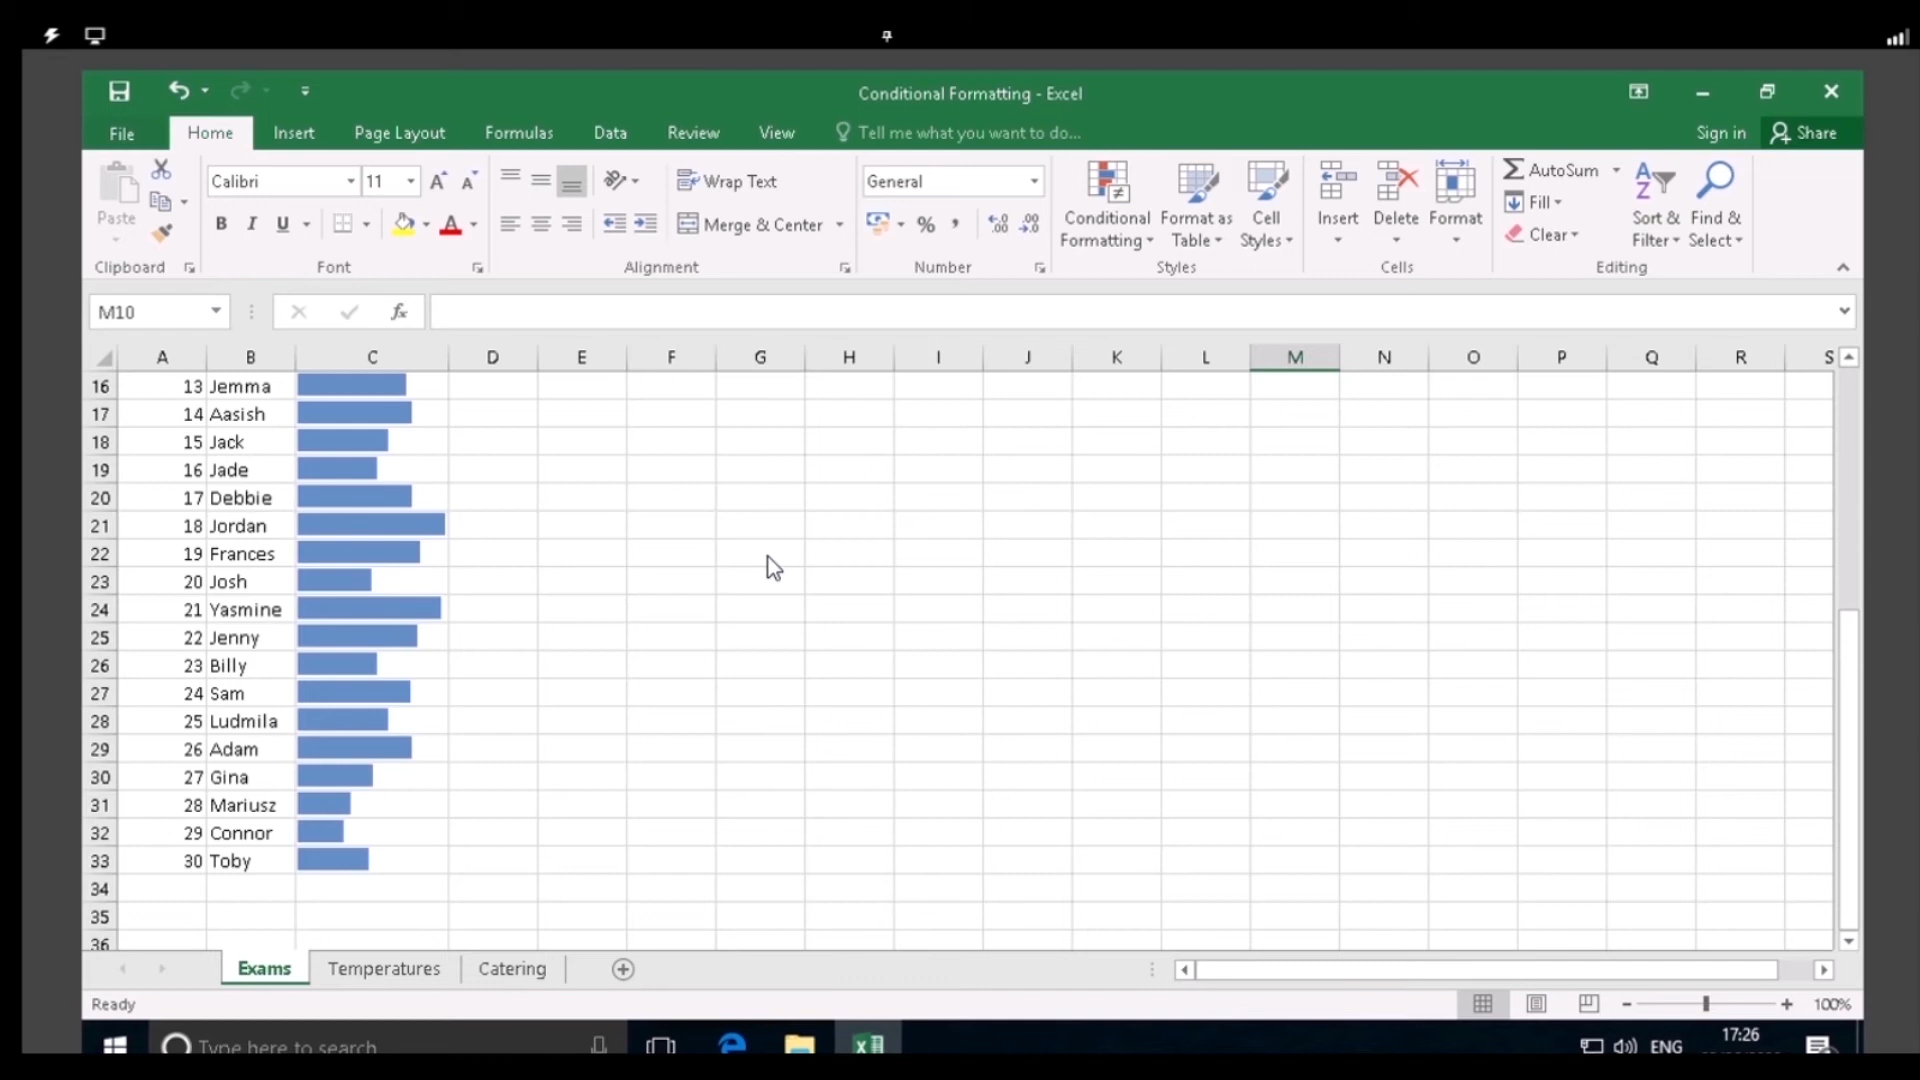 Conditional Formatting - Excel
File Home Insert Page Layout Formulas Data Review View Tell me what you want to do... Sign in Share
Paste Calibri 11 B I U Wrap Text Merge & Center General % Conditional Formatting Format as Table Cell Styles Insert Delete Format AutoSum Fill Clear Sort & Filter Find & Select
Clipboard Font Alignment Number Styles Cells Editing
M10 fx
A B C D E F G H I J K L M N O P Q R S
16 13 Jemma
17 14 Aasish
18 15 Jack
19 16 Jade
20 17 Debbie
21 18 Jordan
22 19 Frances
23 20 Josh
24 21 Yasmine
25 22 Jenny
26 23 Billy
27 24 Sam
28 25 Ludmila
29 26 Adam
30 27 Gina
31 28 Mariusz
32 29 Connor
33 30 Toby
34
35
36
Exams Temperatures Catering
Ready 100%
Type here to search ENG 17:26